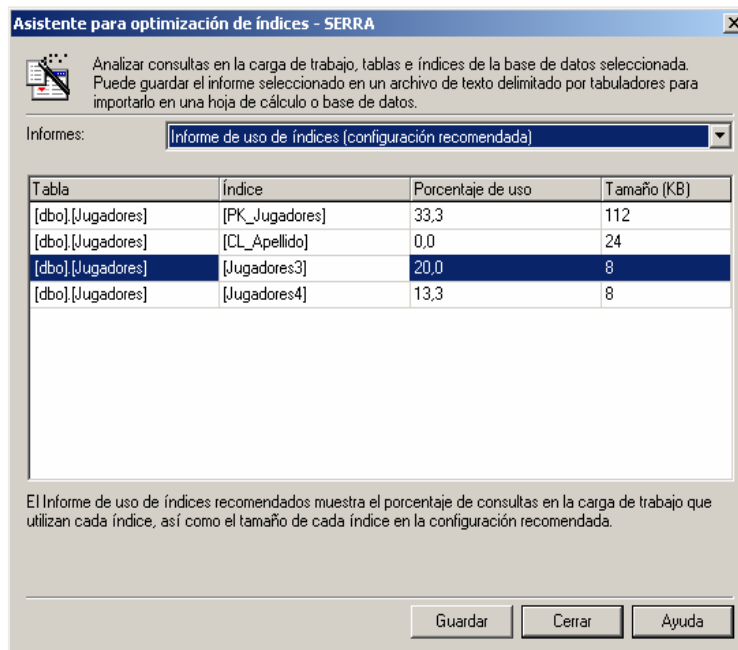 Asistente para optimización de índices - SERRA
Analizar consultas en la carga de trabajo, tablas e índices de la base de datos seleccionada.
Puede guardar el informe seleccionado en un archivo de texto delimitado por tabuladores para
importarlo en una hoja de cálculo o base de datos.
Informes: Informe de uso de índices (configuración recomendada)
Tabla Índice Porcentaje de uso Tamaño (KB)
[dbo].[Jugadores] [PK_Jugadores] 33,3 112
[dbo].[Jugadores] [CL_Apellido] 0,0 24
[dbo].[Jugadores] [Jugadores3] 20,0 8
[dbo].[Jugadores] [Jugadores4] 13,3 8
El Informe de uso de índices recomendados muestra el porcentaje de consultas en la carga de trabajo que
utilizan cada índice, así como el tamaño de cada índice en la configuración recomendada.
Guardar Cerrar Ayuda